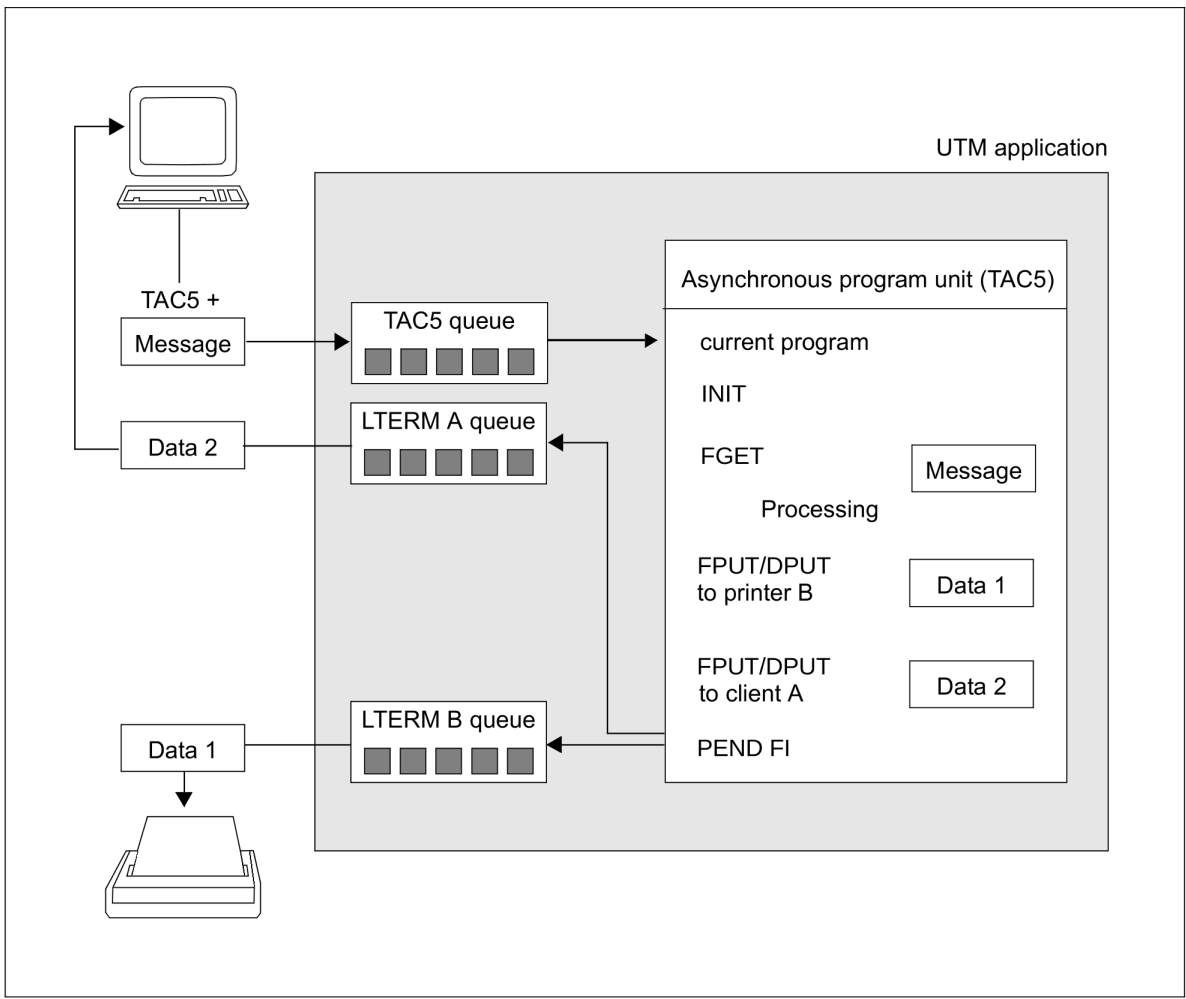 UTM application
TAC5 +
Message
TAC5 queue
LTERM A queue
Data 2
LTERM B queue
Data 1
Asynchronous program unit (TAC5)
current program
INIT
FGET
Message
Processing
FPUT/DPUT
to printer B
Data 1
FPUT/DPUT
to client A
Data 2
PEND FI